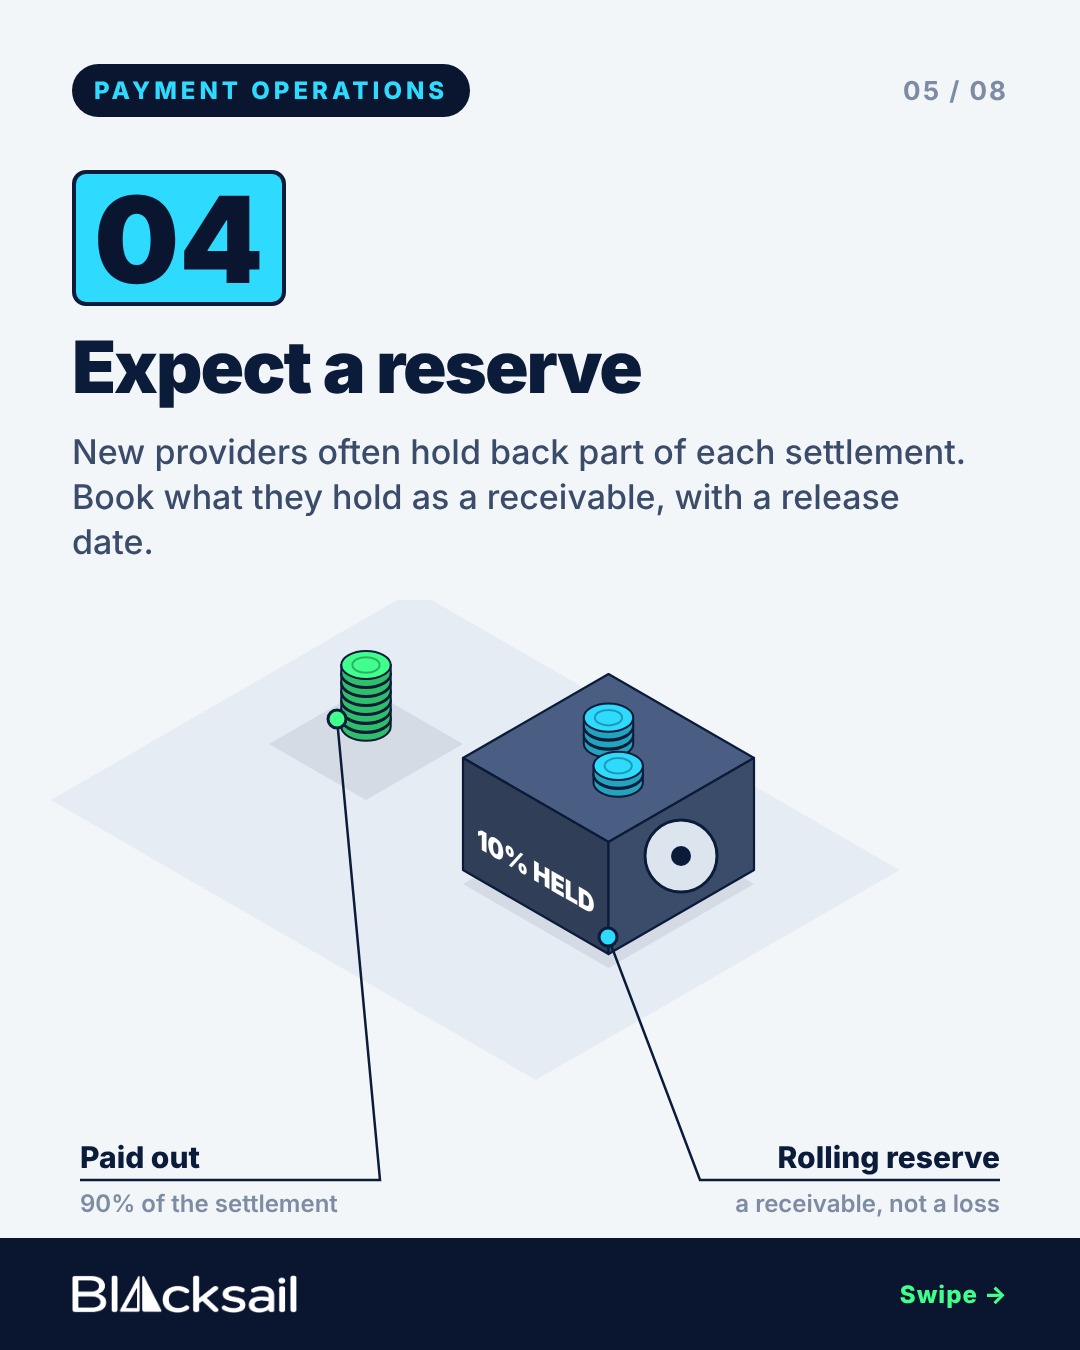 PAYMENT OPERATIONS
05 / 08
04
Expect a reserve
New providers often hold back part of each settlement.
Book what they hold as a receivable, with a release
date.
10% HELD
Paid out
90% of the settlement
Rolling reserve
a receivable, not a loss
Blacksail
Swipe →